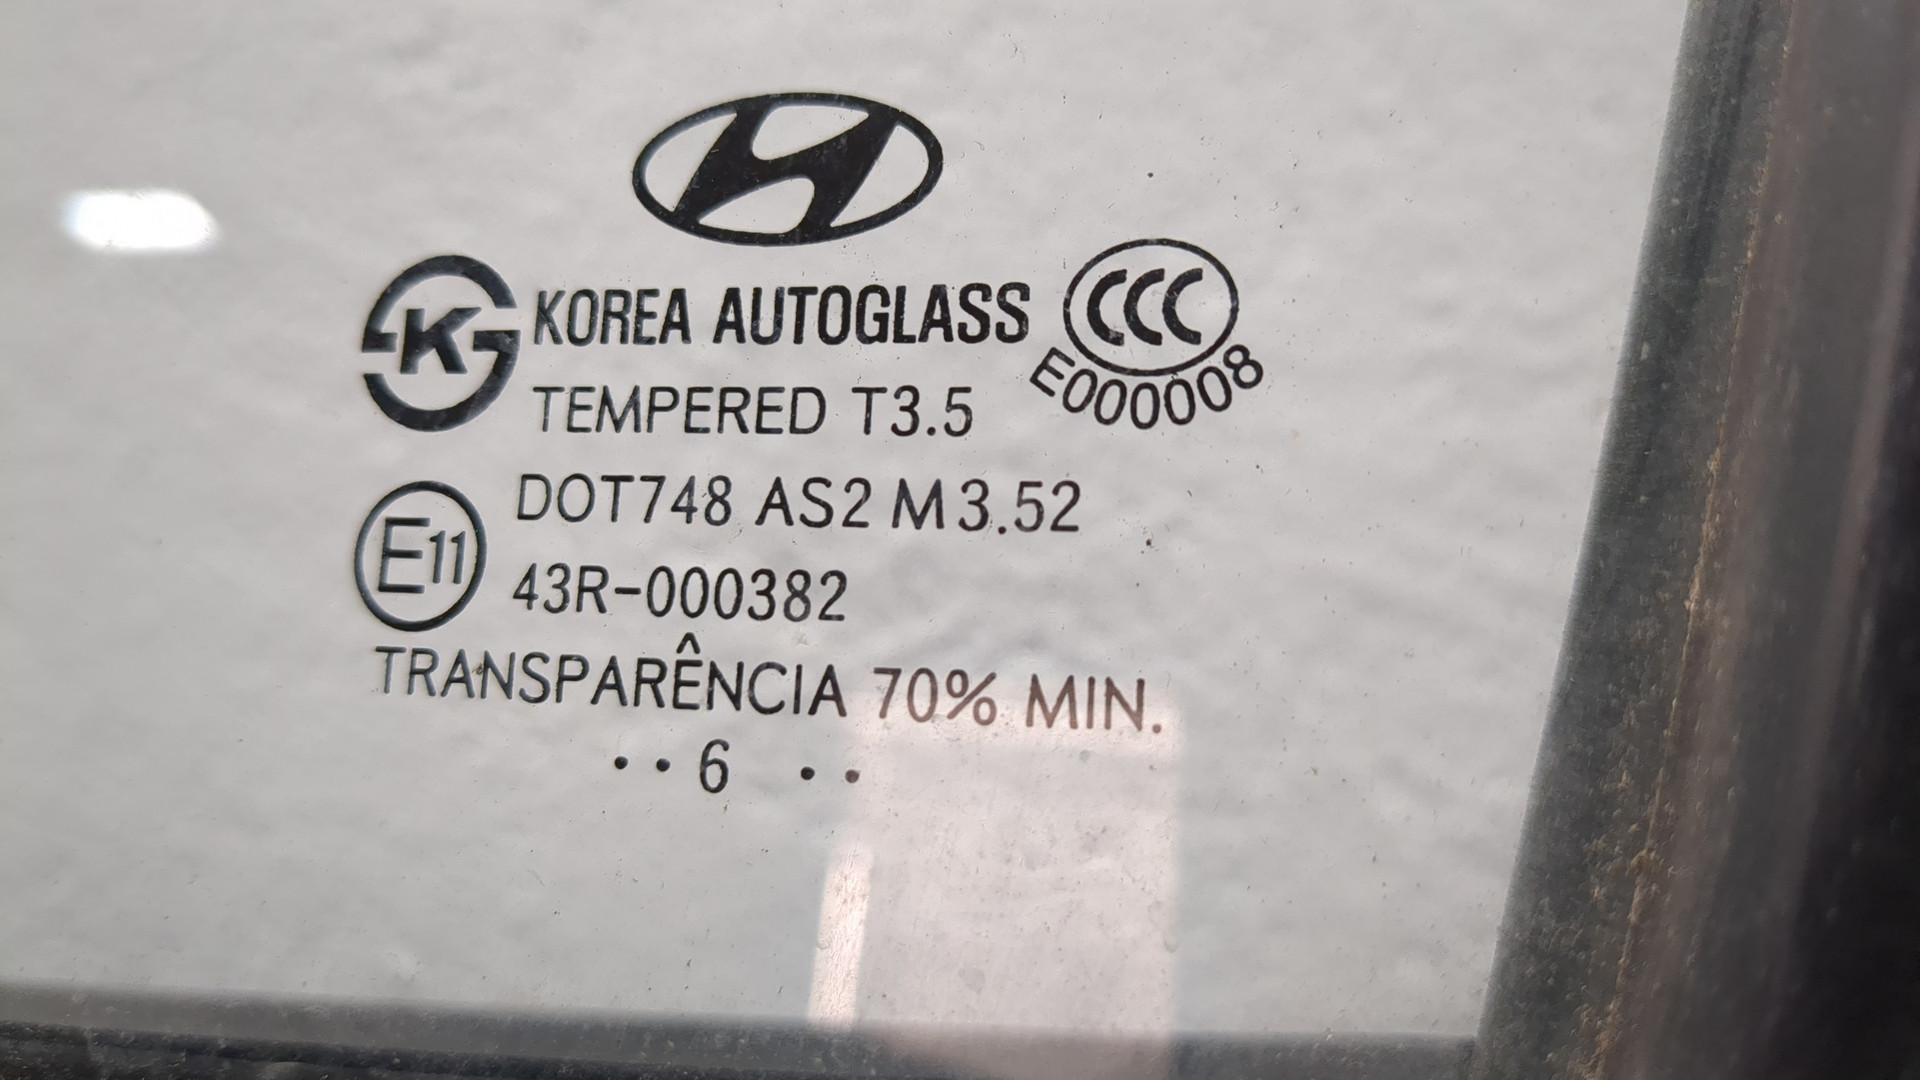 CCC
K KOREA AUTOGLASS
E000008
TEMPERED T3.5
DOT748 AS2 M3.52
E11
43R-000382
TRANSPARÊNCIA 70% MIN.
..6 ..